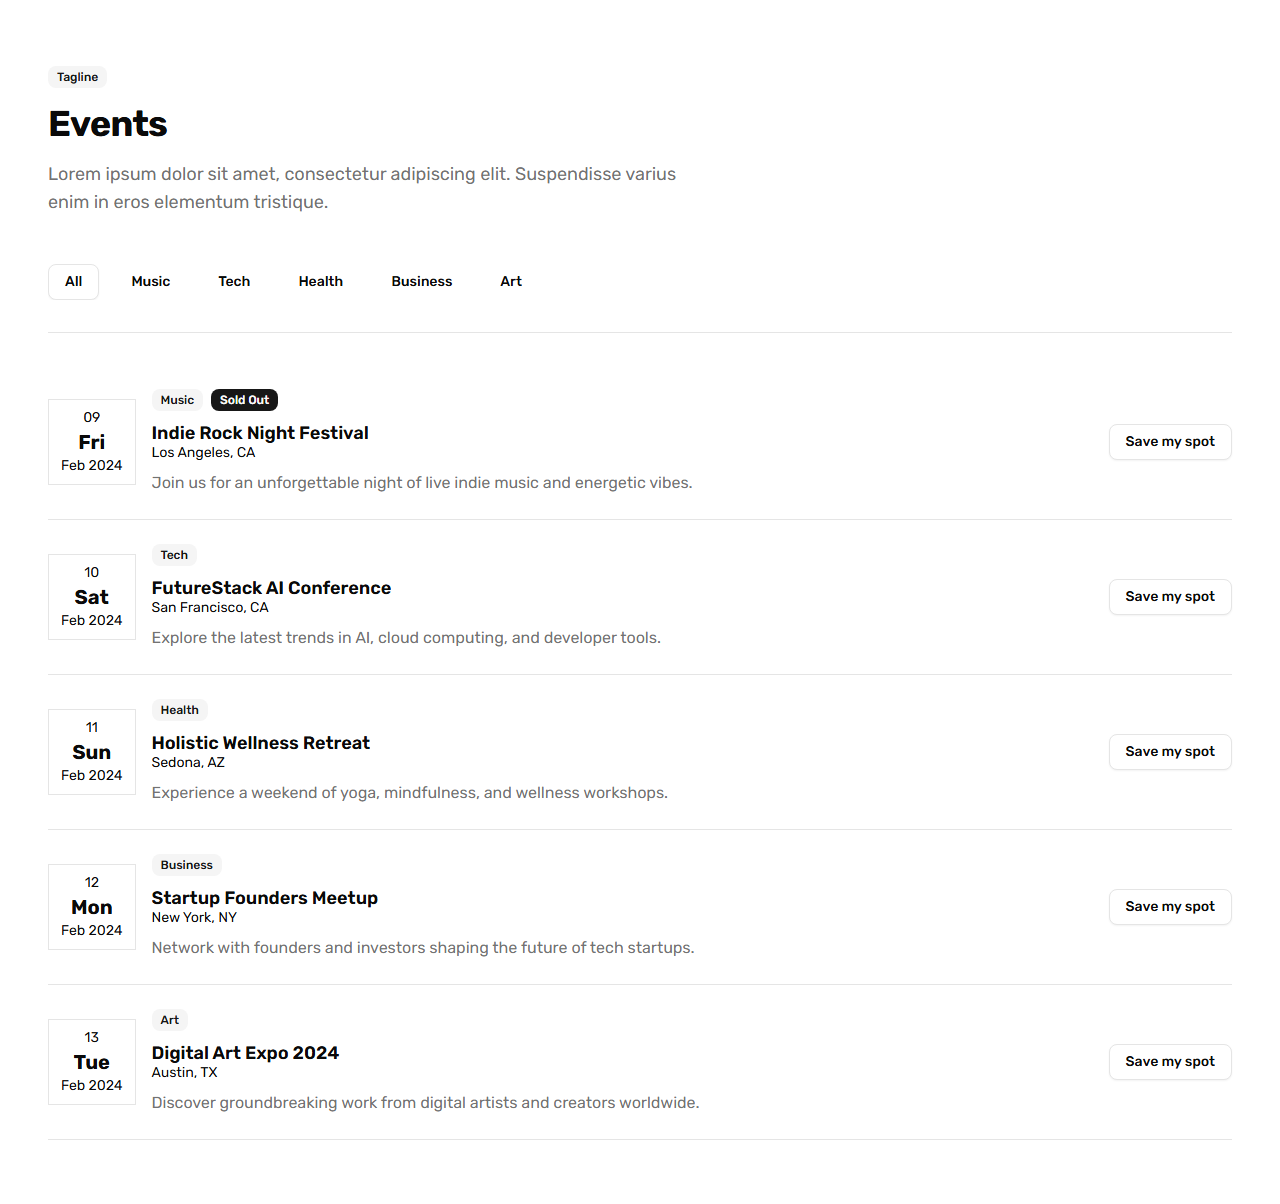 Tagline
Events
Lorem ipsum dolor sit amet, consectetur adipiscing elit. Suspendisse varius
enim in eros elementum tristique.
All Music Tech Health Business Art
09
Fri
Feb 2024
Music Sold Out
Indie Rock Night Festival
Los Angeles, CA
Join us for an unforgettable night of live indie music and energetic vibes.
Save my spot
10
Sat
Feb 2024
Tech
FutureStack AI Conference
San Francisco, CA
Explore the latest trends in AI, cloud computing, and developer tools.
Save my spot
11
Sun
Feb 2024
Health
Holistic Wellness Retreat
Sedona, AZ
Experience a weekend of yoga, mindfulness, and wellness workshops.
Save my spot
12
Mon
Feb 2024
Business
Startup Founders Meetup
New York, NY
Network with founders and investors shaping the future of tech startups.
Save my spot
13
Tue
Feb 2024
Art
Digital Art Expo 2024
Austin, TX
Discover groundbreaking work from digital artists and creators worldwide.
Save my spot